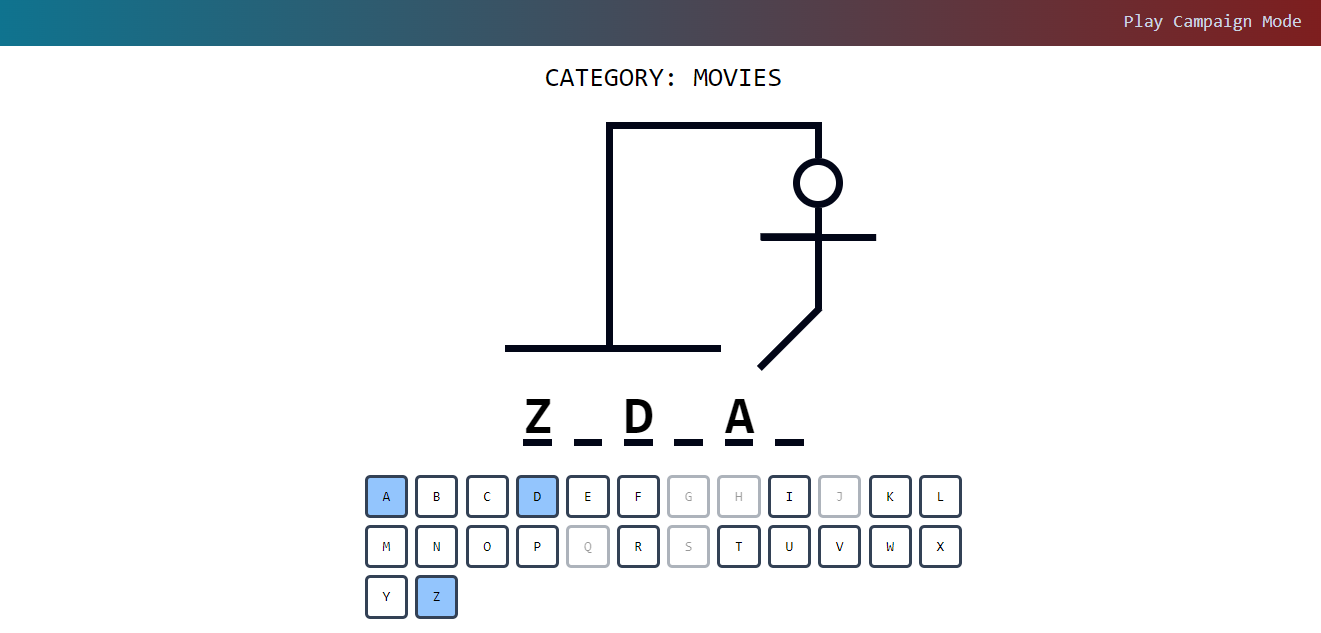 Play Campaign Mode
CATEGORY: MOVIES
Z _ D _ A _
A B C D E F G H I J K L
M N O P Q R S T U V W X
Y Z